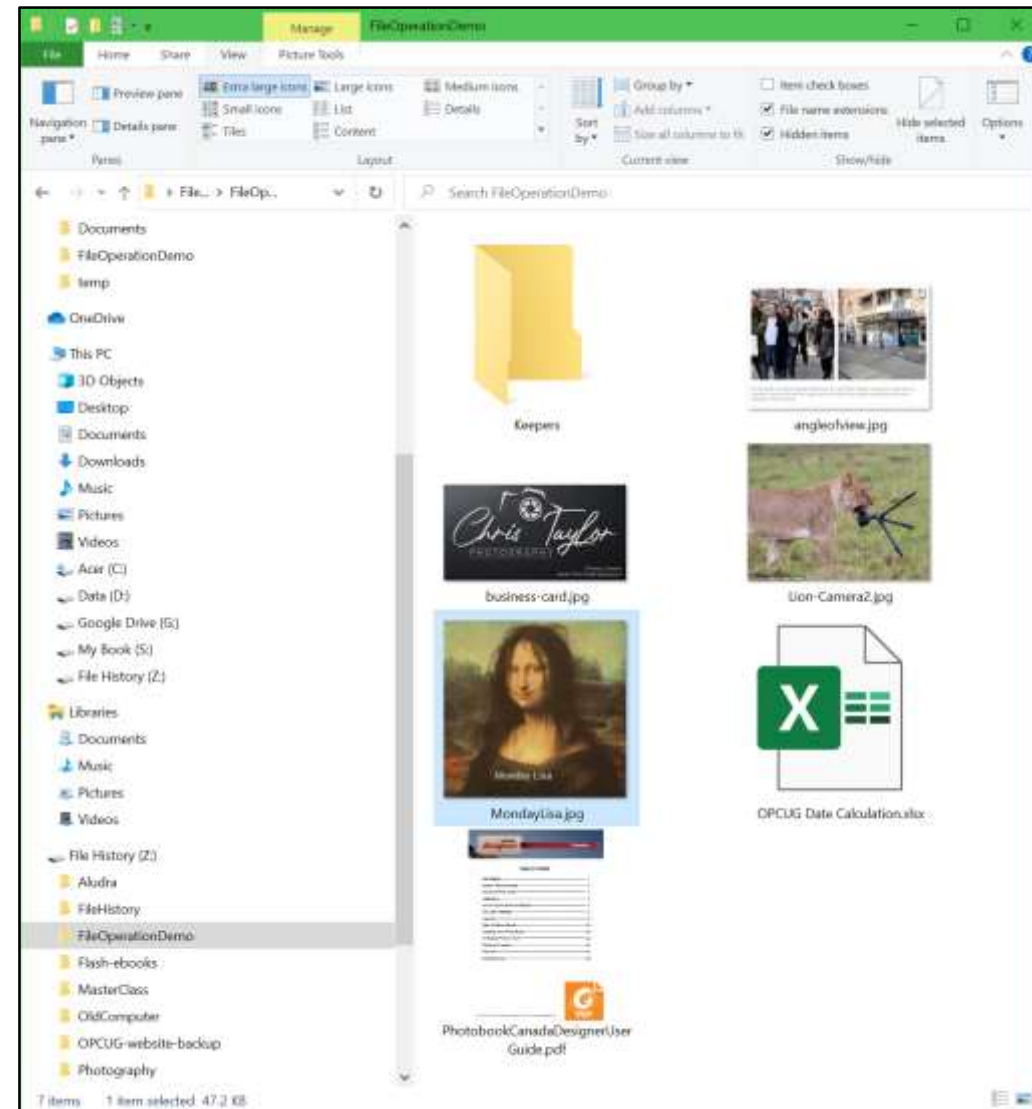 Manage
FileOperationDemo
File
Home
Share
View
Picture Tools
Navigation pane
Preview pane
Details pane
Panes
Extra large icons
Large icons
Medium icons
Small icons
List
Details
Tiles
Content
Layout
Sort by
Group by
Add columns
Size all columns to fit
Current view
Item check boxes
File name extensions
Hidden items
Hide selected items
Show/hide
Options
File... > FileOp...
Search FileOperationDemo
Documents
FileOperationDemo
temp
OneDrive
This PC
3D Objects
Desktop
Documents
Downloads
Music
Pictures
Videos
Acer (C:)
Data (D:)
Google Drive (G:)
My Book (S:)
File History (Z:)
Libraries
Documents
Music
Pictures
Videos
File History (Z:)
Aludra
FileHistory
FileOperationDemo
Flash-ebooks
MasterClass
OldComputer
OPCUG-website-backup
Photography
Keepers
angleofview.jpg
Chris Taylor
PHOTOGRAPHY
business-card.jpg
Lion-Camera2.jpg
Monday Lisa
MondayLisa.jpg
X
OPCUG Date Calculation.xlsx
G
PDF
PhotobookCanadaDesignerUser
Guide.pdf
7 items
1 item selected 47.2 KB